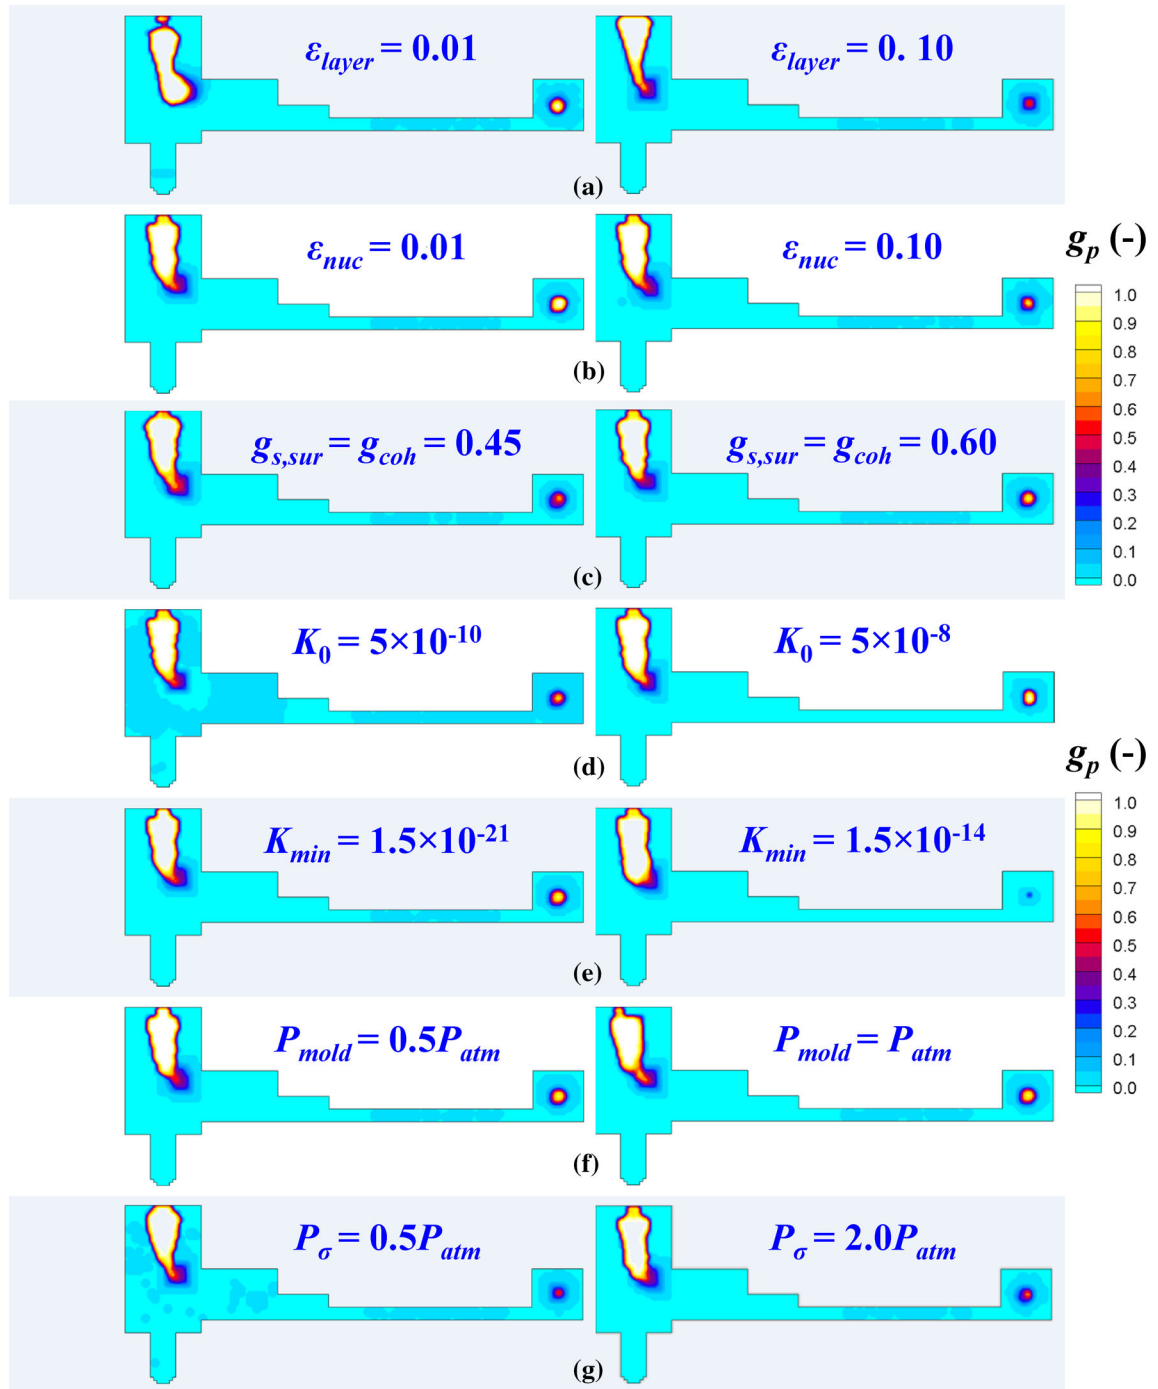 ε_layer = 0.01
ε_layer = 0. 10
(a)
ε_nuc = 0.01
ε_nuc = 0.10
(b)
g_p (-)
1.0
0.9
0.8
0.7
0.6
0.5
0.4
0.3
0.2
0.1
0.0
g_s,sur = g_coh = 0.45
g_s,sur = g_coh = 0.60
(c)
K₀ = 5×10⁻¹⁰
K₀ = 5×10⁻⁸
(d)
g_p (-)
1.0
0.9
0.8
0.7
0.6
0.5
0.4
0.3
0.2
0.1
0.0
K_min = 1.5×10⁻²¹
K_min = 1.5×10⁻¹⁴
(e)
P_mold = 0.5P_atm
P_mold = P_atm
(f)
P_σ = 0.5P_atm
P_σ = 2.0P_atm
(g)